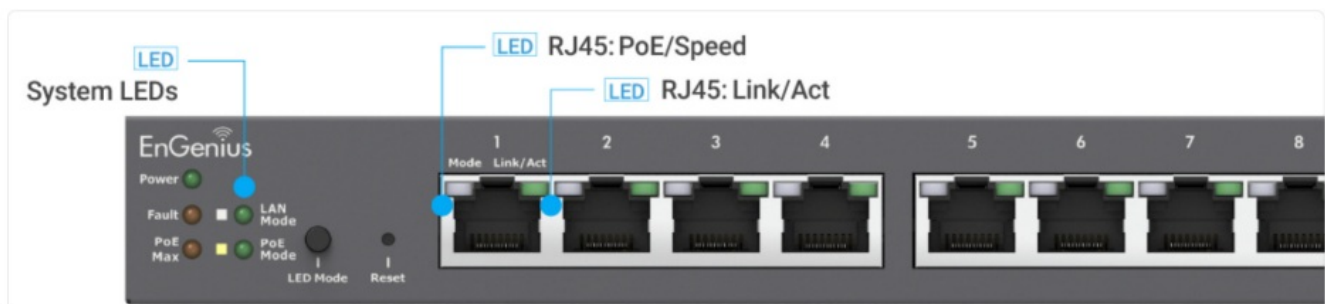 LED RJ45: PoE/Speed
LED
System LEDs
LED RJ45: Link/Act
EnGenius
1 2 3 4 5 6 7 8
Mode Link/Act
Power
Fault
LAN Mode
PoE Max
PoE Mode
LED Mode
Reset